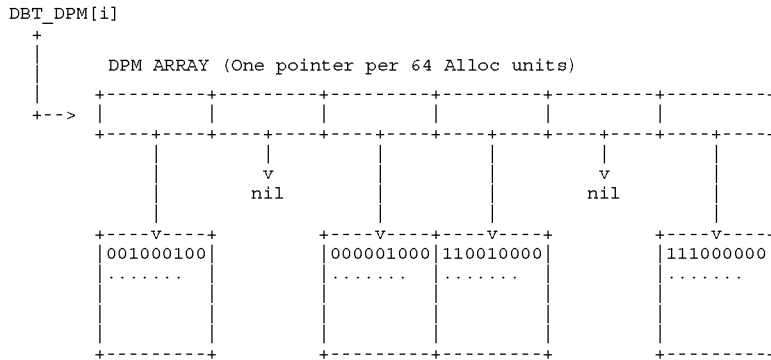 DBT_DPM[i]
DPM ARRAY (One pointer per 64 Alloc units)
v v
nil nil
v v v v
001000100 000001000 110010000 111000000
....... ....... ....... .......